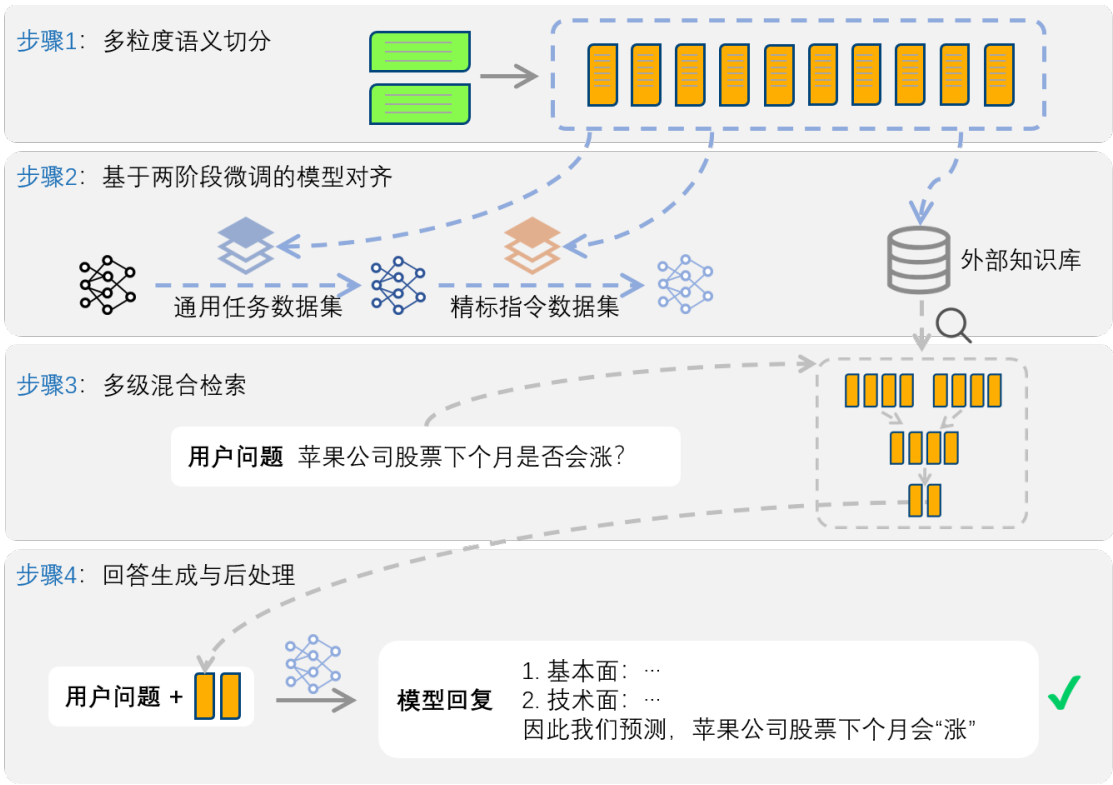 步骤1：多粒度语义切分
步骤2：基于两阶段微调的模型对齐
通用任务数据集
精标指令数据集
外部知识库
步骤3：多级混合检索
用户问题 苹果公司股票下个月是否会涨？
步骤4：回答生成与后处理
用户问题 +
模型回复
1. 基本面：…
2. 技术面：…
因此我们预测，苹果公司股票下个月会“涨”